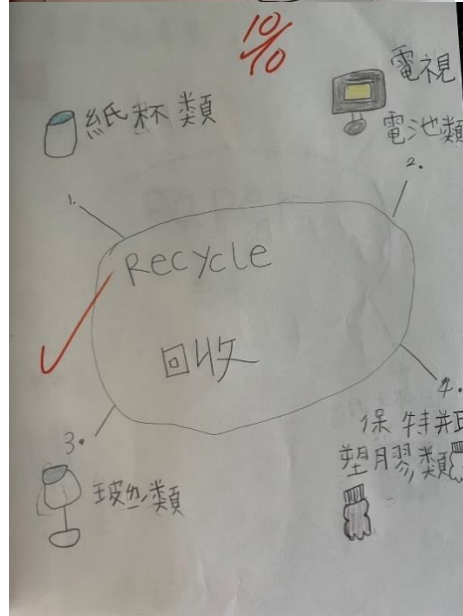 10/10
紙杯類
電視
電池類
1.
2.
Recycle
回收
3.
4.
保特瓶
塑膠類
玻璃類